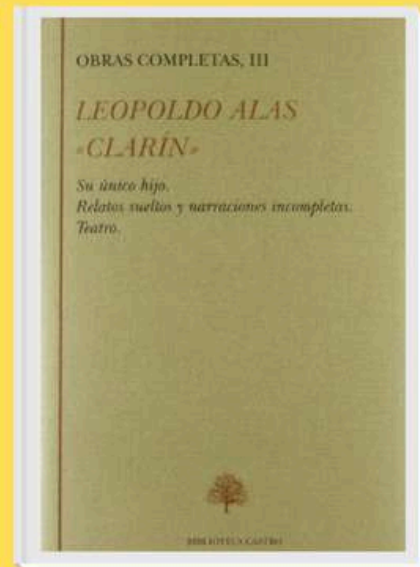 OBRAS COMPLETAS, III
LEOPOLDO ALAS
«CLARÍN»
Su único hijo.
Relatos sueltos y narraciones incompletas.
Teatro.
BIBLIOTECA CASTRO